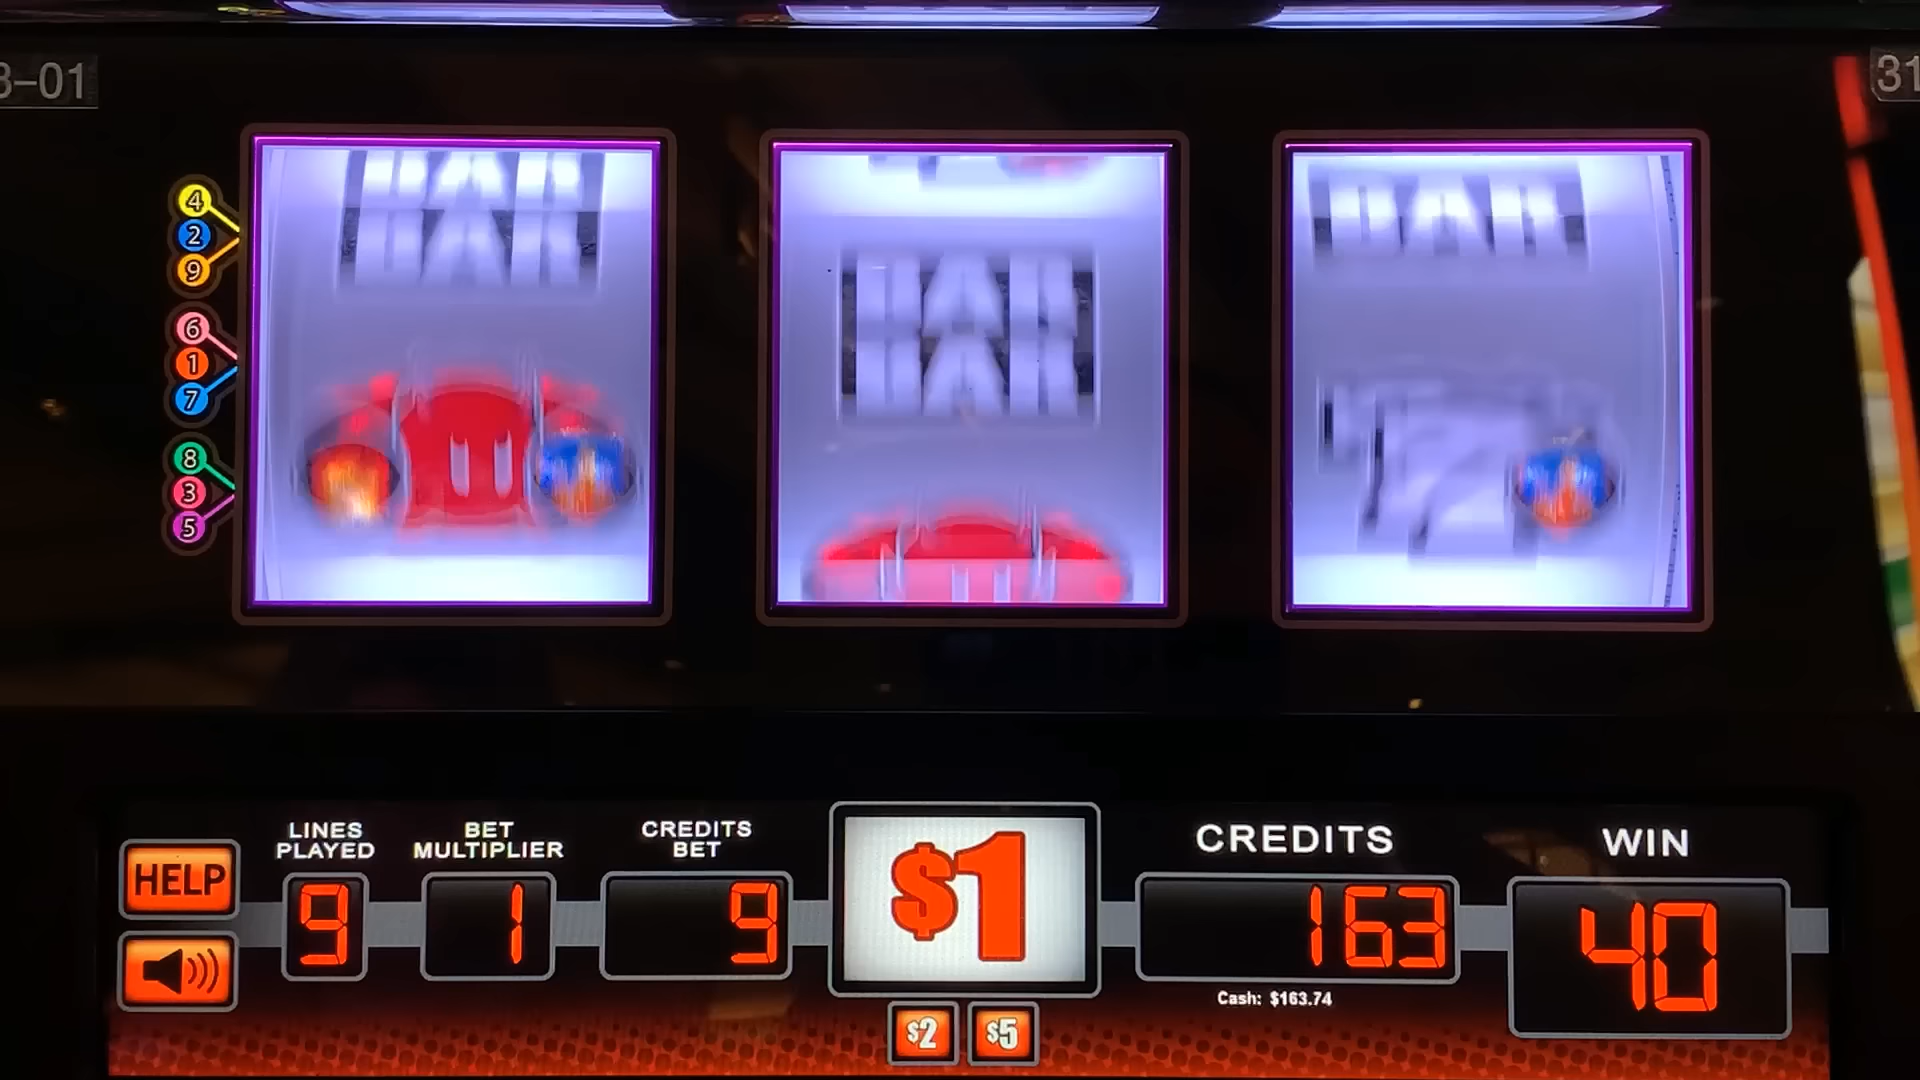 3-01
31
4
2
9
6
1
7
8
3
5
HELP
LINES PLAYED
9
BET MULTIPLIER
1
CREDITS BET
9
$1
$2
$5
CREDITS
163
Cash: $163.74
WIN
40